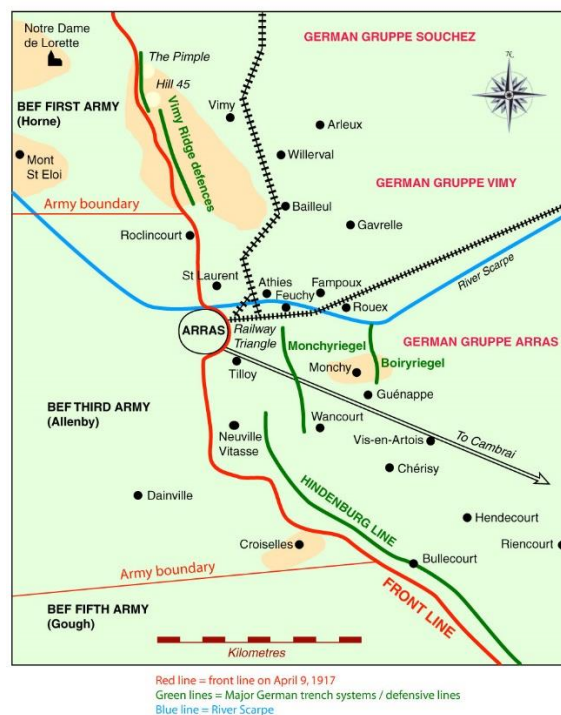 Notre Dame
de Lorette
The Pimple
Hill 45
GERMAN GRUPPE SOUCHEZ
N
BEF FIRST ARMY
(Horne)
Vimy Ridge defences
Vimy
Arleux
Mont
St Eloi
Willerval
Army boundary
GERMAN GRUPPE VIMY
Bailleul
Gavrelle
Roclincourt
River Scarpe
St Laurent
Athies
Fampoux
Feuchy
Rouex
ARRAS
Railway
Triangle
Monchyriegel
GERMAN GRUPPE ARRAS
Boiryriegel
Tilloy
Monchy
Guénappe
BEF THIRD ARMY
(Allenby)
Neuville
Vitasse
Wancourt
Vis-en-Artois
To Cambrai
Chérisy
Dainville
HINDENBURG LINE
Hendecourt
Croiselles
Riencourt
Bullecourt
Army boundary
FRONT LINE
BEF FIFTH ARMY
(Gough)
Kilometres
Red line = front line on April 9, 1917
Green lines = Major German trench systems / defensive lines
Blue line = River Scarpe